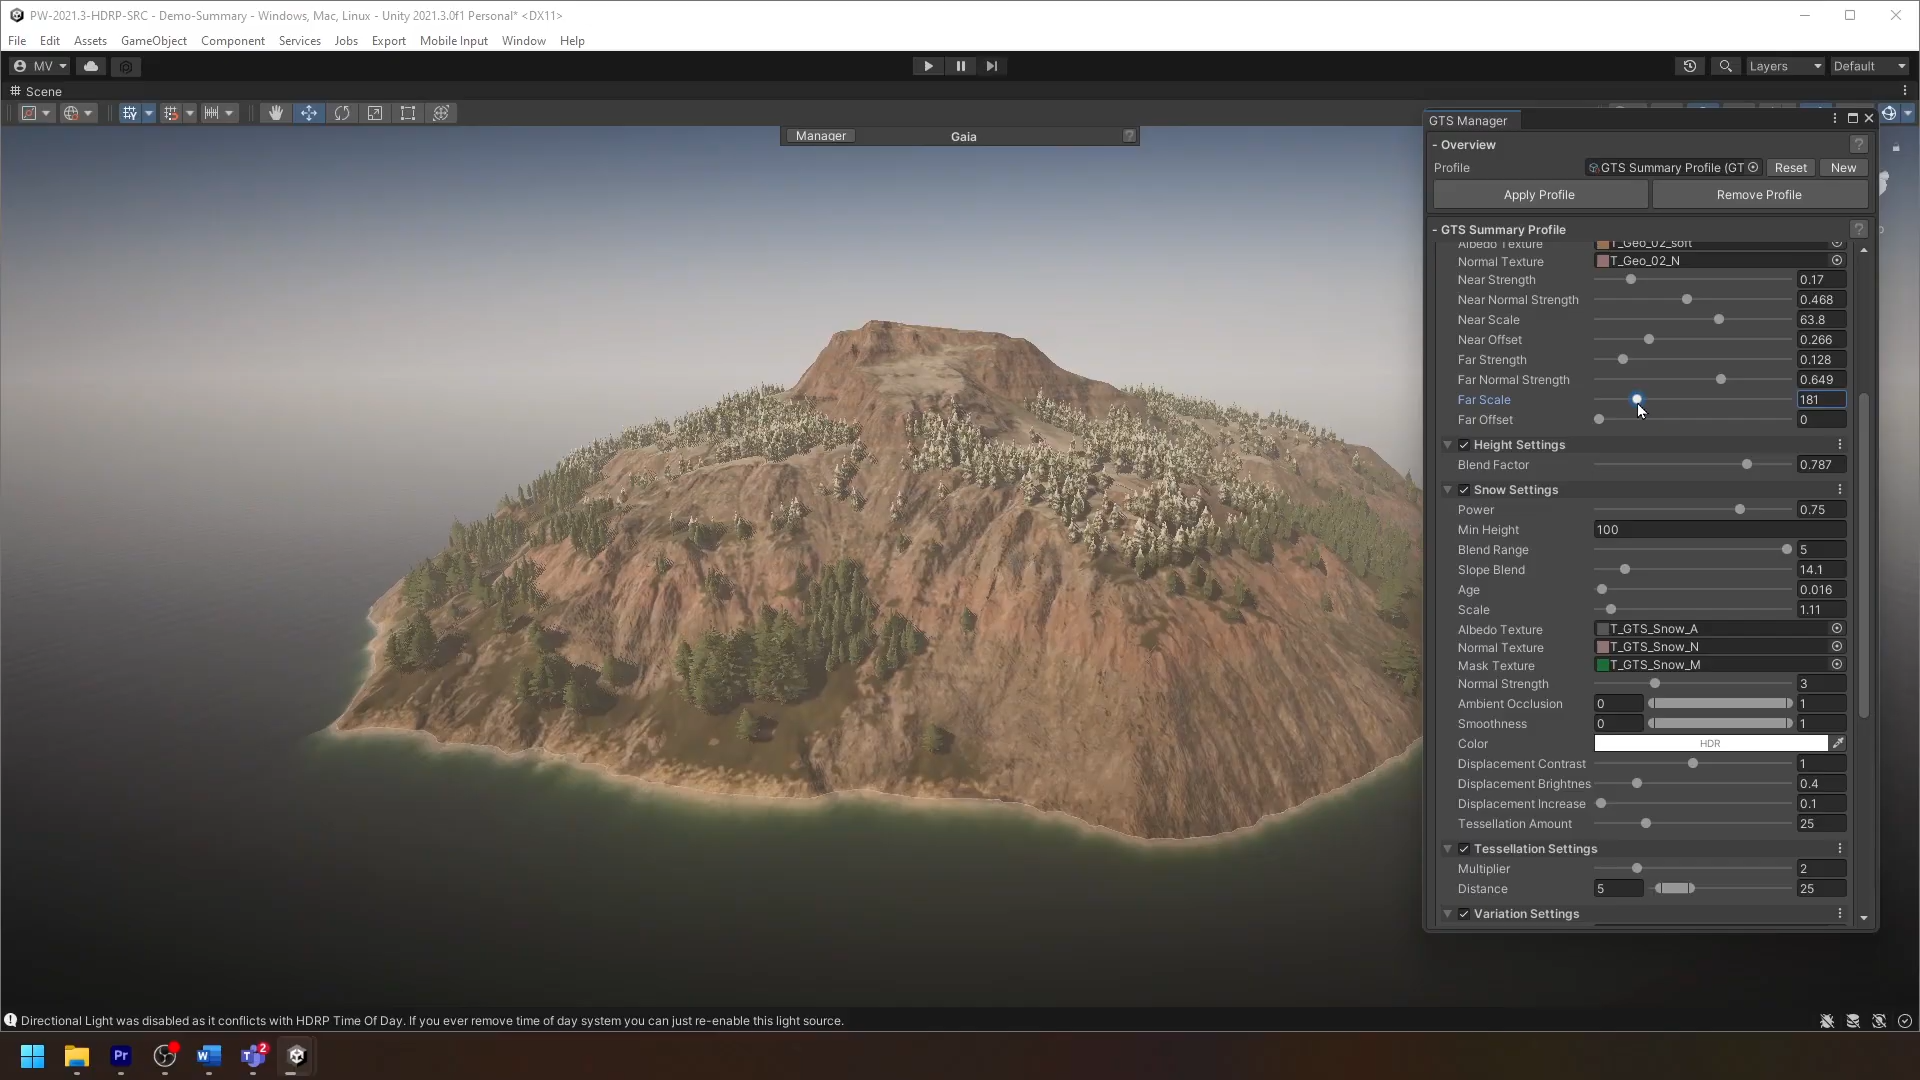 PW-2021.3-HDRP-SRC - Demo-Summary - Windows, Mac, Linux - Unity 2021.3.0f1 Personal* <DX11>
File Edit Assets GameObject Component Services Jobs Export Mobile Input Window Help
MV
Layers
Default
Scene
Manager
Gaia
?
GTS Manager
- Overview
?
Profile
GTS Summary Profile (GT
Reset
New
Apply Profile
Remove Profile
- GTS Summary Profile
?
Albedo Texture T_Geo_02_soft
Normal Texture T_Geo_02_N
Near Strength 0.17
Near Normal Strength 0.468
Near Scale 63.8
Near Offset 0.266
Far Strength 0.128
Far Normal Strength 0.649
Far Scale 181
Far Offset 0
Height Settings
Blend Factor 0.787
Snow Settings
Power 0.75
Min Height 100
Blend Range 5
Slope Blend 14.1
Age 0.016
Scale 1.11
Albedo Texture T_GTS_Snow_A
Normal Texture T_GTS_Snow_N
Mask Texture T_GTS_Snow_M
Normal Strength 3
Ambient Occlusion 0 1
Smoothness 0 1
Color HDR
Displacement Contrast 1
Displacement Brightnes 0.4
Displacement Increase 0.1
Tessellation Amount 25
Tessellation Settings
Multiplier 2
Distance 5 25
Variation Settings
Directional Light was disabled as it conflicts with HDRP Time Of Day. If you ever remove time of day system you can just re-enable this light source.
Pr
W
T
2